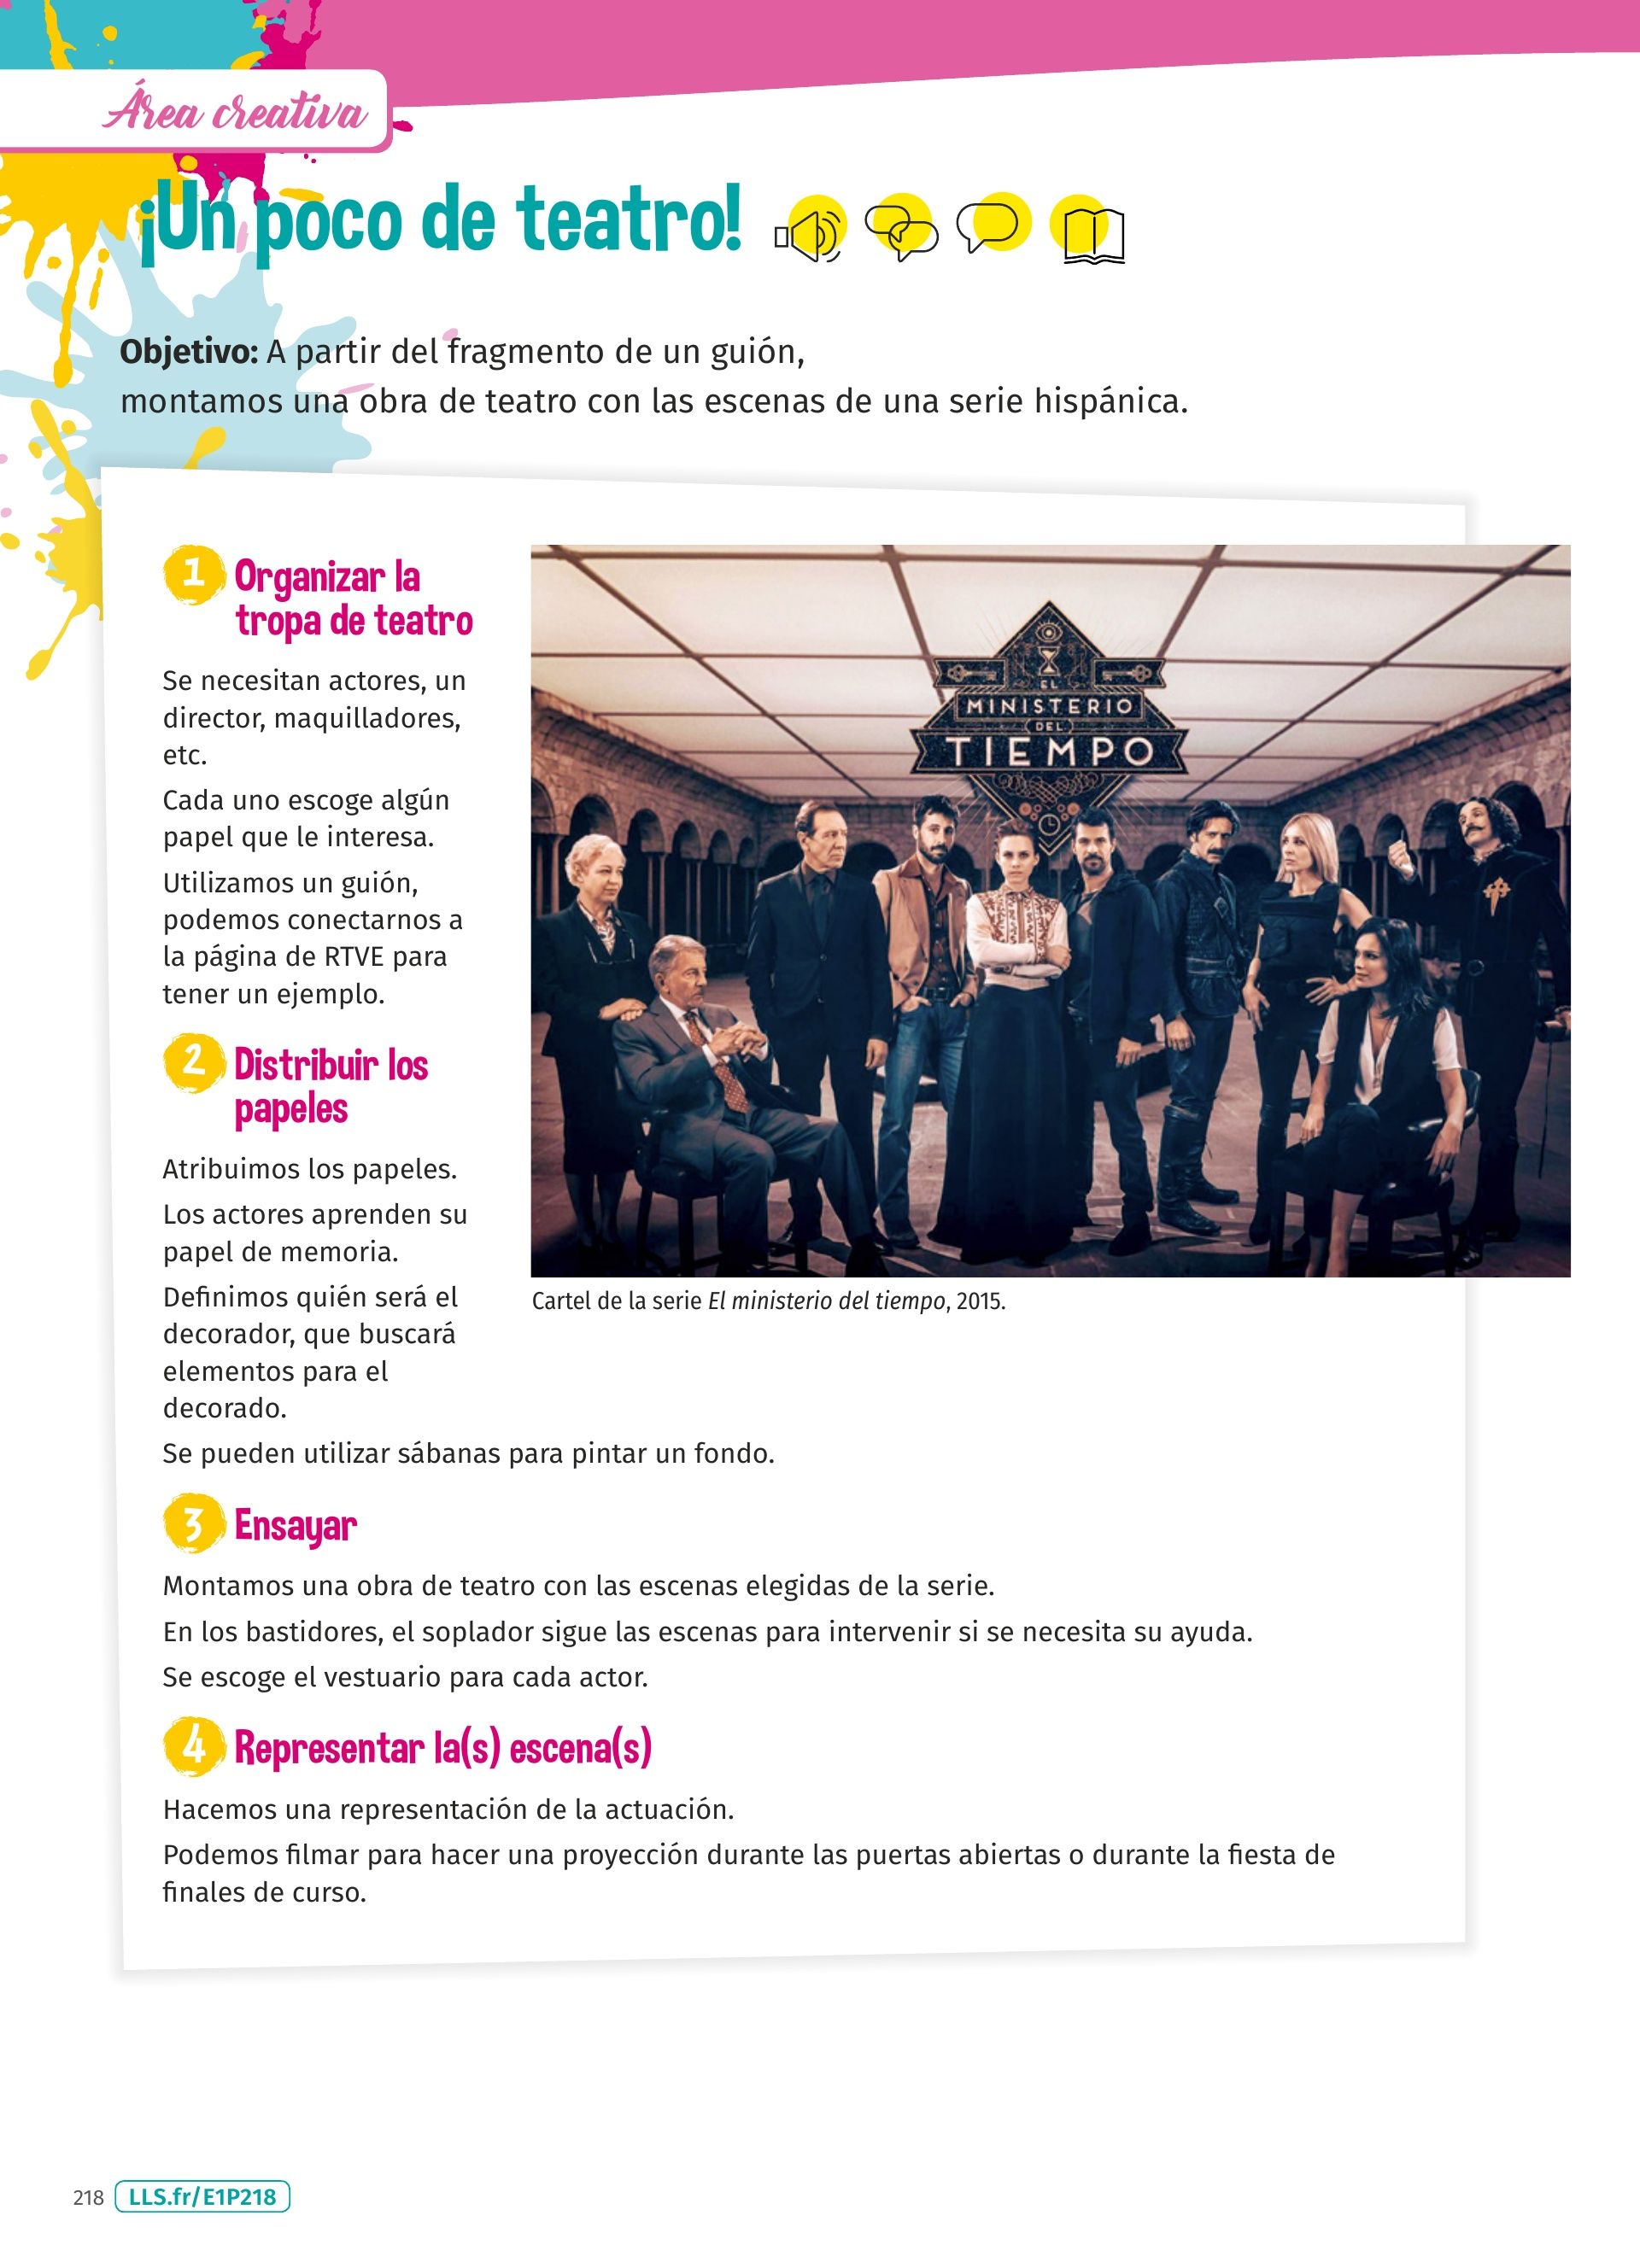 Área creativa
¡Un poco de teatro!
Objetivo: A partir del fragmento de un guión,
montamos una obra de teatro con las escenas de una serie hispánica.
1 Organizar la
tropa de teatro
Se necesitan actores, un
director, maquilladores,
etc.
Cada uno escoge algún
papel que le interesa.
Utilizamos un guión,
podemos conectarnos a
la página de RTVE para
tener un ejemplo.
2 Distribuir los
papeles
Atribuimos los papeles.
Los actores aprenden su
papel de memoria.
Definimos quién será el
decorador, que buscará
elementos para el
decorado.
Se pueden utilizar sábanas para pintar un fondo.
EL
MINISTERIO
DEL
TIEMPO
Cartel de la serie El ministerio del tiempo, 2015.
3 Ensayar
Montamos una obra de teatro con las escenas elegidas de la serie.
En los bastidores, el soplador sigue las escenas para intervenir si se necesita su ayuda.
Se escoge el vestuario para cada actor.
4 Representar la(s) escena(s)
Hacemos una representación de la actuación.
Podemos filmar para hacer una proyección durante las puertas abiertas o durante la fiesta de
finales de curso.
218 LLS.fr/E1P218